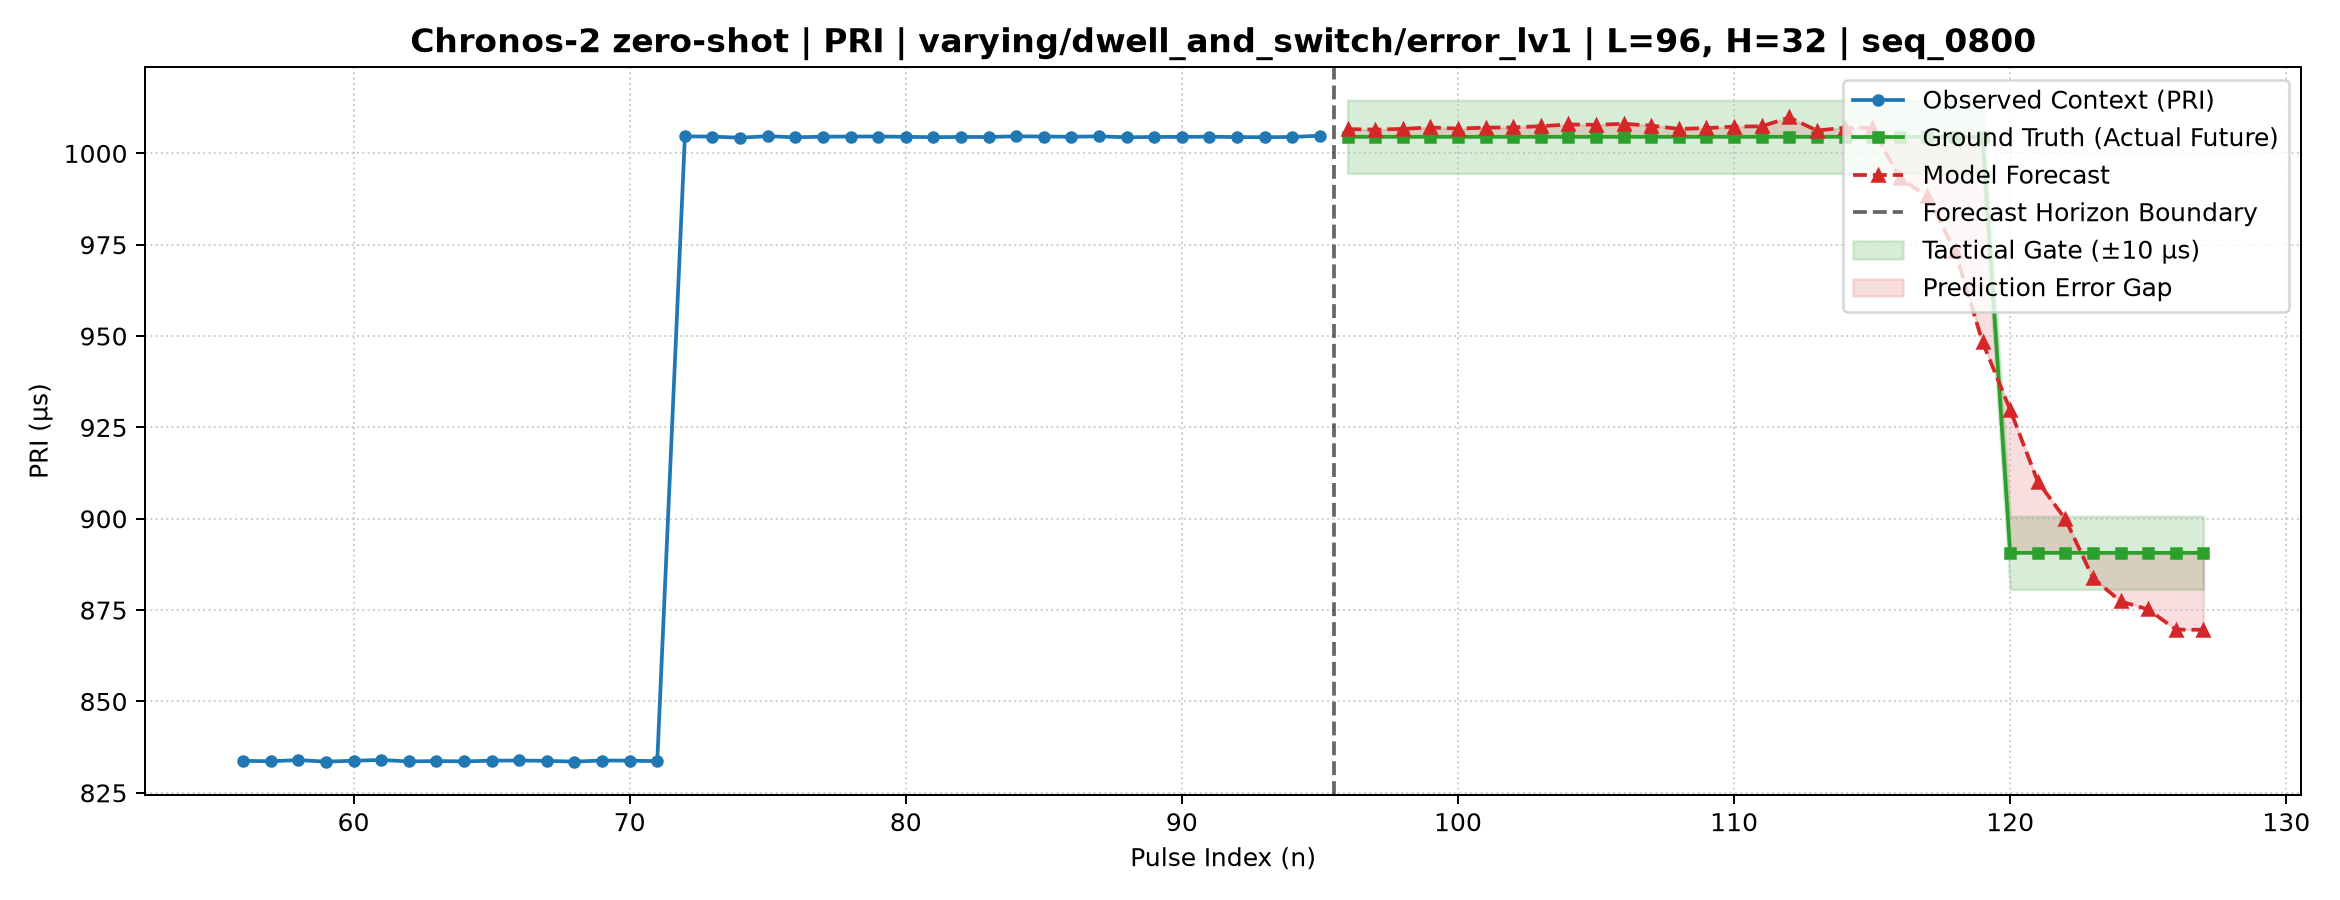 Chronos-2 zero-shot | PRI | varying/dwell_and_switch/error_lv1 | L=96, H=32 | seq_0800
Observed Context (PRI)
Ground Truth (Actual Future)
Model Forecast
Forecast Horizon Boundary
Tactical Gate (±10 µs)
Prediction Error Gap
PRI (µs)
1000
975
950
925
900
875
850
825
60 70 80 90 100 110 120 130
Pulse Index (n)